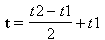 t = (t2 − t1)/2 + t1